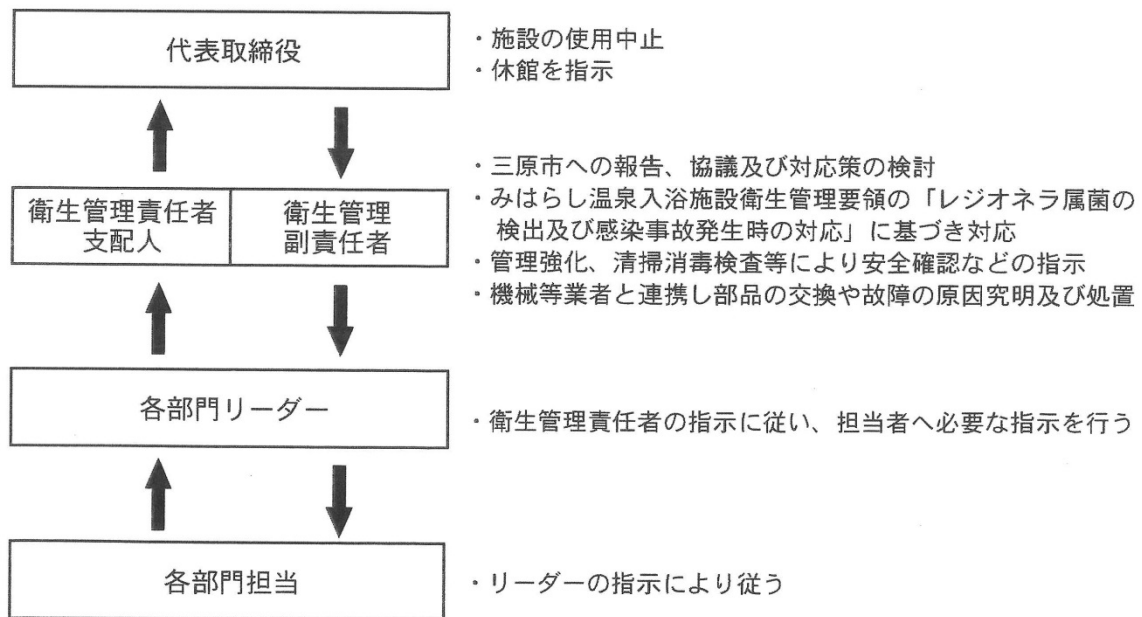 代表取締役
・施設の使用中止
・休館を指示
衛生管理責任者
支配人
衛生管理
副責任者
・三原市への報告、協議及び対応策の検討
・みはらし温泉入浴施設衛生管理要領の「レジオネラ属菌の
検出及び感染事故発生時の対応」に基づき対応
・管理強化、清掃消毒検査等により安全確認などの指示
・機械等業者と連携し部品の交換や故障の原因究明及び処置
各部門リーダー
・衛生管理責任者の指示に従い、担当者へ必要な指示を行う
各部門担当
・リーダーの指示により従う